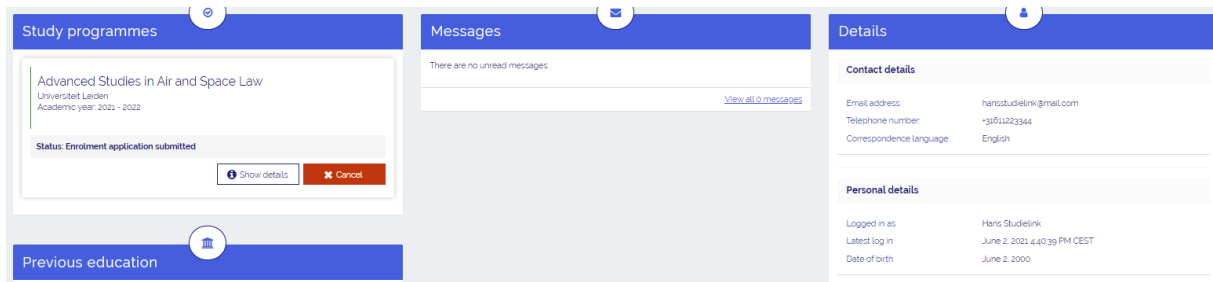 Study programmes
Advanced Studies in Air and Space Law
Universiteit Leiden
Academic year: 2021 - 2022
Status: Enrolment application submitted
Show details
Cancel
Previous education
Messages
There are no unread messages
View all 0 messages
Details
Contact details
Email address: hansstudielink@mail.com
Telephone number: +31611223344
Correspondence language: English
Personal details
Logged in as Hans Studielink
Latest log in June 2, 2021 4:40:39 PM CEST
Date of birth June 2, 2000